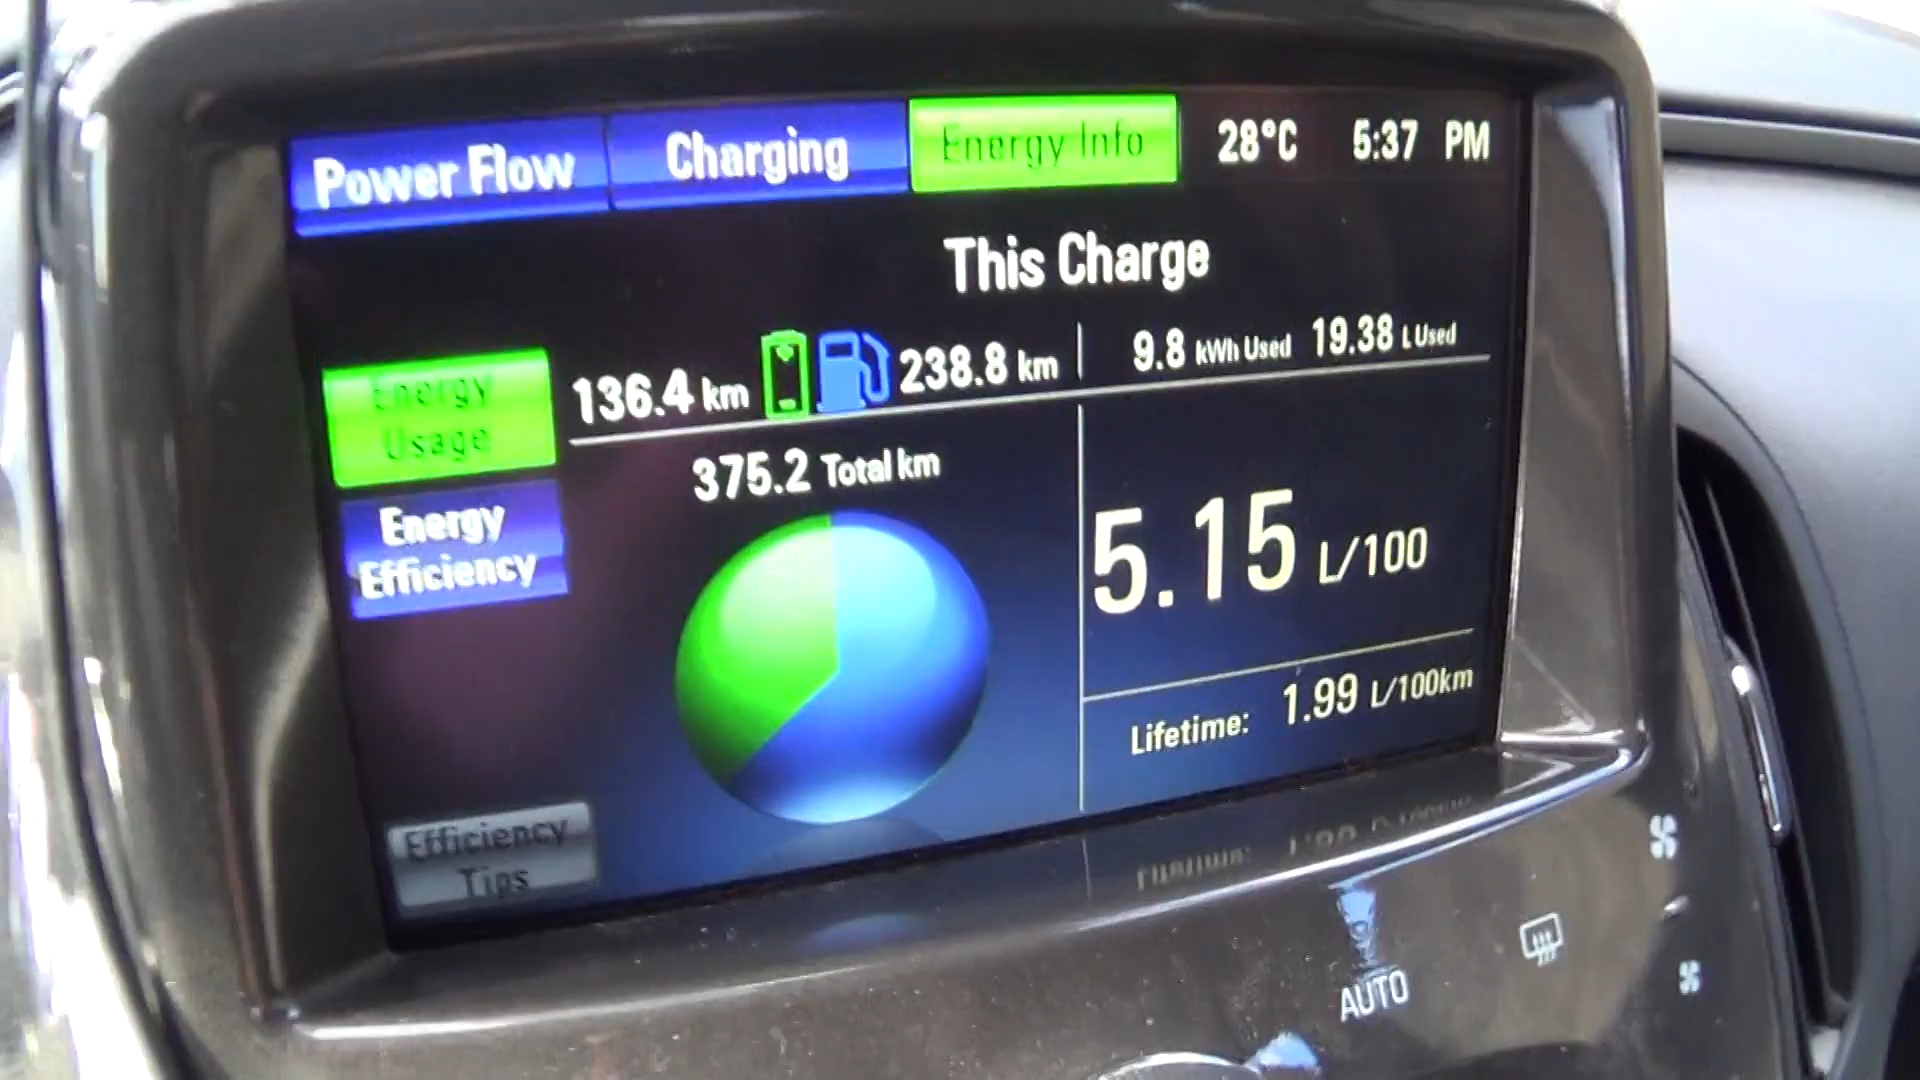 Power Flow Charging Energy Info 28°C 5:37 PM
This Charge
Energy
Usage
136.4 km 238.8 km 9.8 kWh Used 19.38 L Used
375.2 Total km
Energy
Efficiency
5.15 L/100
Lifetime: 1.99 L/100km
Efficiency
Tips
AUTO